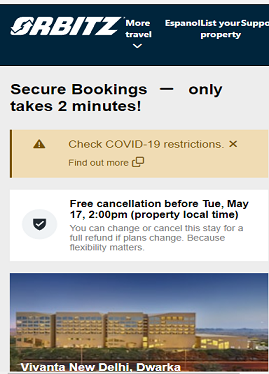 ORBITZ
More travel
Espanol
List your property
Suppo
Secure Bookings — only
takes 2 minutes!
Check COVID-19 restrictions. ✕
Find out more
Free cancellation before Tue, May
17, 2:00pm (property local time)
You can change or cancel this stay for a
full refund if plans change. Because
flexibility matters.
Vivanta New Delhi, Dwarka